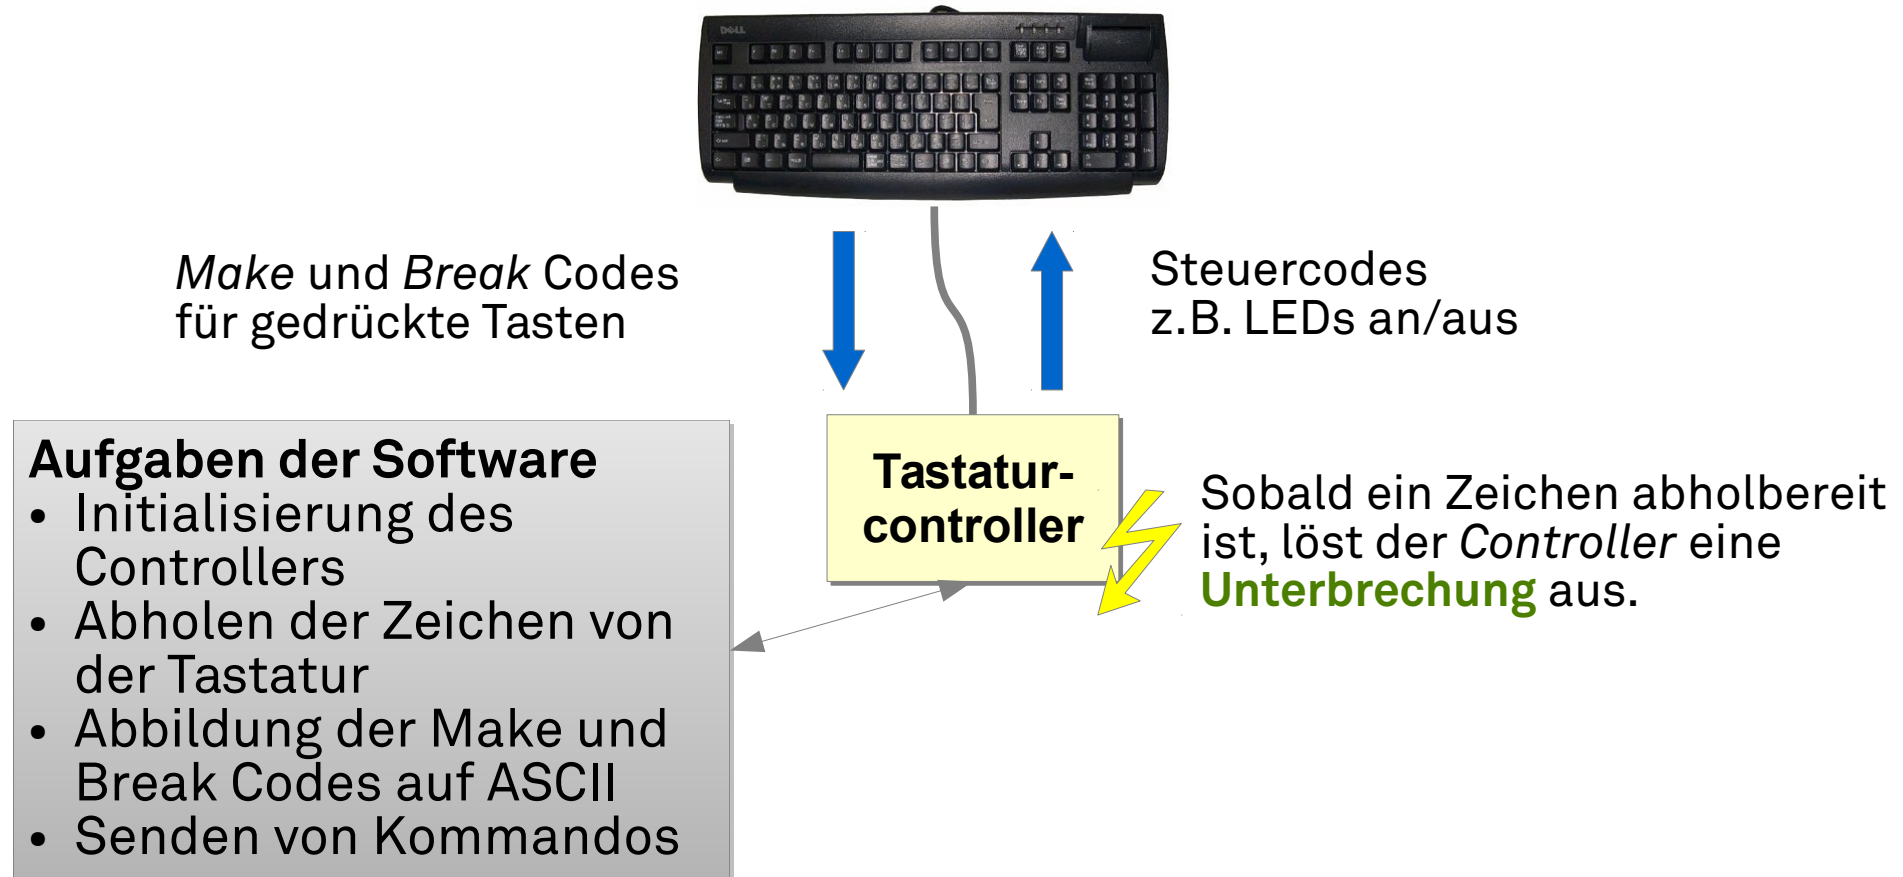 DELL
Make und Break Codes
für gedrückte Tasten
Steuercodes
z.B. LEDs an/aus
Aufgaben der Software
• Initialisierung des
Controllers
• Abholen der Zeichen von
der Tastatur
• Abbildung der Make und
Break Codes auf ASCII
• Senden von Kommandos
Tastatur-
controller
Sobald ein Zeichen abholbereit
ist, löst der Controller eine
Unterbrechung aus.